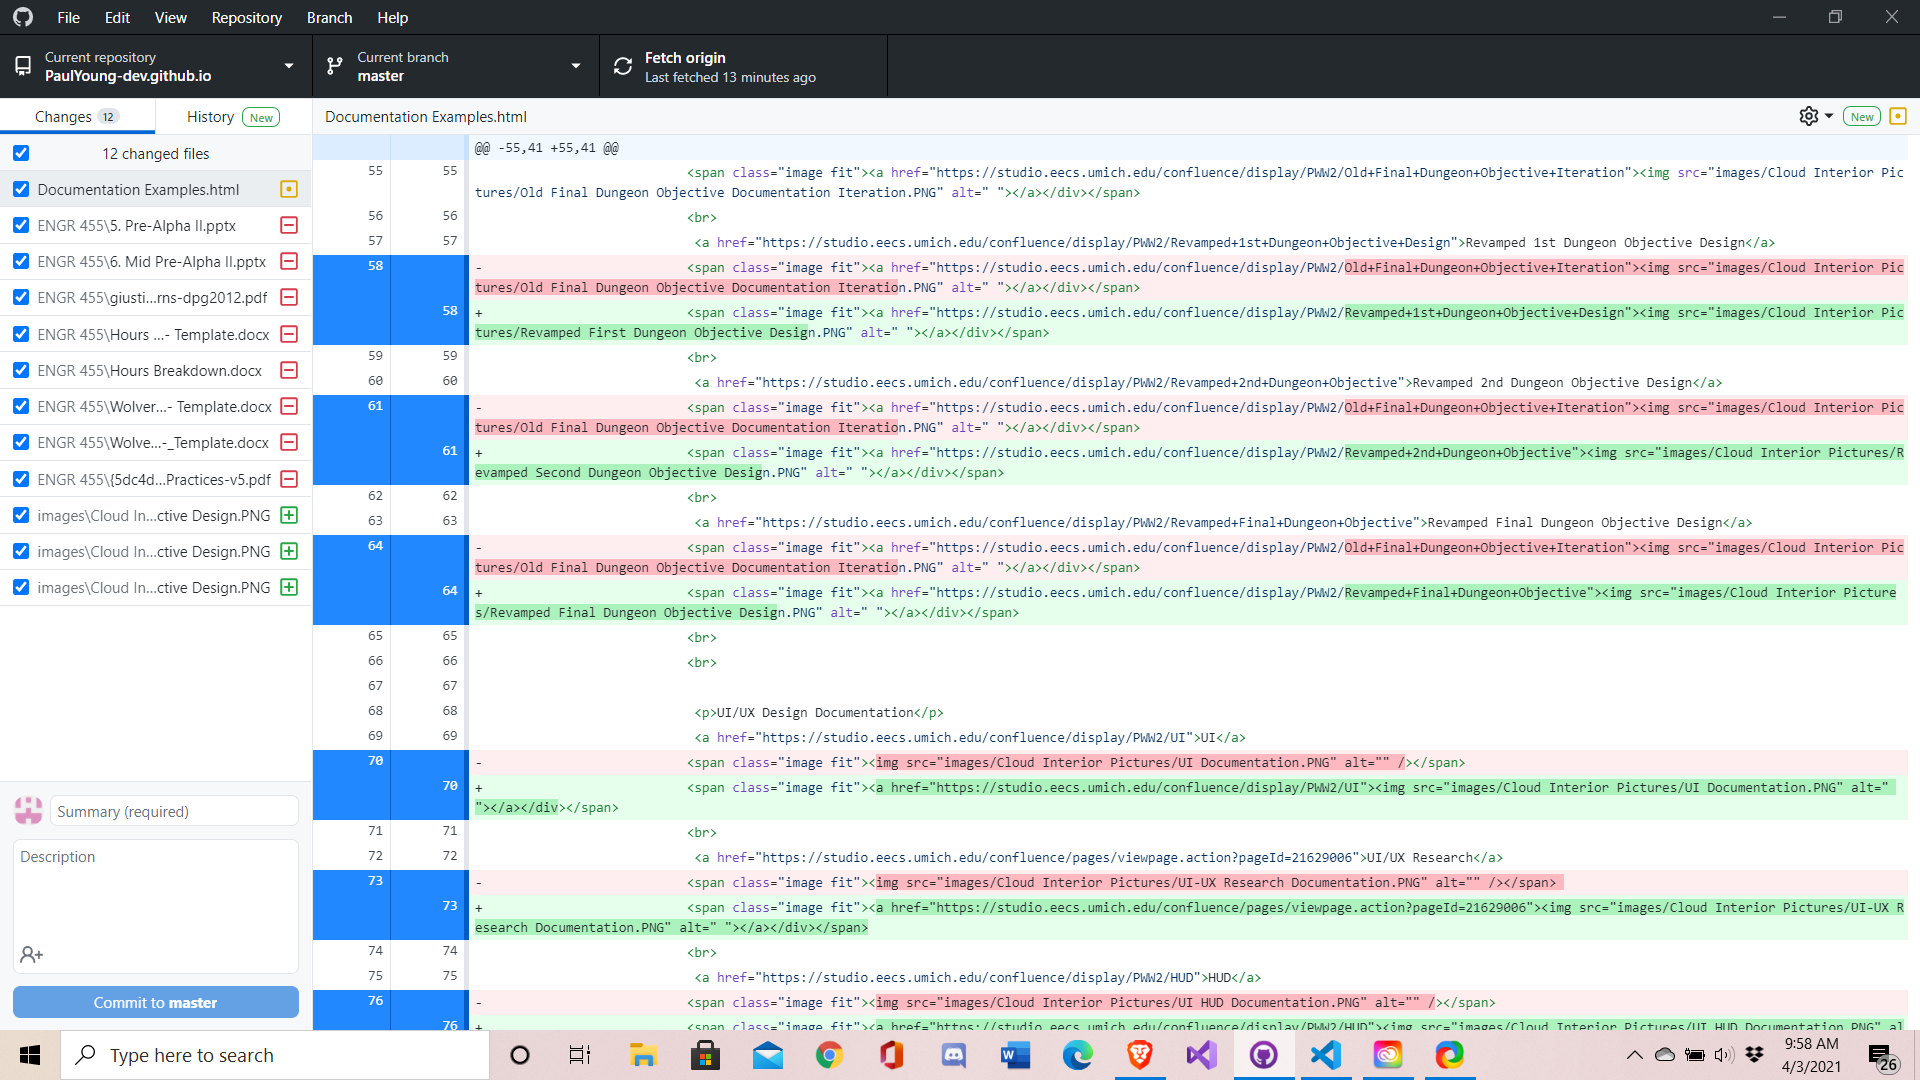 File Edit View Repository Branch Help
Current repository
PaulYoung-dev.github.io
Current branch
master
Fetch origin
Last fetched 13 minutes ago
Changes 12 History New
Documentation Examples.html
New
12 changed files
Documentation Examples.html
ENGR 455\5. Pre-Alpha II.pptx
ENGR 455\6. Mid Pre-Alpha II.pptx
ENGR 455\giusti...rns-dpg2012.pdf
ENGR 455\Hours ...- Template.docx
ENGR 455\Hours Breakdown.docx
ENGR 455\Wolver...- Template.docx
ENGR 455\Wolve...-_Template.docx
ENGR 455\{5dc4d...Practices-v5.pdf
images\Cloud In...ctive Design.PNG
images\Cloud In...ctive Design.PNG
images\Cloud In...ctive Design.PNG
Summary (required)
Description
Commit to master
@@ -55,41 +55,41 @@
55 55 <span class="image fit"><a href="https://studio.eecs.umich.edu/confluence/display/PWW2/Old+Final+Dungeon+Objective+Iteration"><img src="images/Cloud Interior Pic
tures/Old Final Dungeon Objective Documentation Iteration.PNG" alt=" "></a></div></span>
56 56 <br>
57 57 <a href="https://studio.eecs.umich.edu/confluence/display/PWW2/Revamped+1st+Dungeon+Objective+Design">Revamped 1st Dungeon Objective Design</a>
58 - <span class="image fit"><a href="https://studio.eecs.umich.edu/confluence/display/PWW2/Old+Final+Dungeon+Objective+Iteration"><img src="images/Cloud Interior Pic
tures/Old Final Dungeon Objective Documentation Iteration.PNG" alt=" "></a></div></span>
58 + <span class="image fit"><a href="https://studio.eecs.umich.edu/confluence/display/PWW2/Revamped+1st+Dungeon+Objective+Design"><img src="images/Cloud Interior Pic
tures/Revamped First Dungeon Objective Design.PNG" alt=" "></a></div></span>
59 59 <br>
60 60 <a href="https://studio.eecs.umich.edu/confluence/display/PWW2/Revamped+2nd+Dungeon+Objective">Revamped 2nd Dungeon Objective Design</a>
61 - <span class="image fit"><a href="https://studio.eecs.umich.edu/confluence/display/PWW2/Old+Final+Dungeon+Objective+Iteration"><img src="images/Cloud Interior Pic
tures/Old Final Dungeon Objective Documentation Iteration.PNG" alt=" "></a></div></span>
61 + <span class="image fit"><a href="https://studio.eecs.umich.edu/confluence/display/PWW2/Revamped+2nd+Dungeon+Objective"><img src="images/Cloud Interior Pictures/R
evamped Second Dungeon Objective Design.PNG" alt=" "></a></div></span>
62 62 <br>
63 63 <a href="https://studio.eecs.umich.edu/confluence/display/PWW2/Revamped+Final+Dungeon+Objective">Revamped Final Dungeon Objective Design</a>
64 - <span class="image fit"><a href="https://studio.eecs.umich.edu/confluence/display/PWW2/Old+Final+Dungeon+Objective+Iteration"><img src="images/Cloud Interior Pic
tures/Old Final Dungeon Objective Documentation Iteration.PNG" alt=" "></a></div></span>
64 + <span class="image fit"><a href="https://studio.eecs.umich.edu/confluence/display/PWW2/Revamped+Final+Dungeon+Objective"><img src="images/Cloud Interior Picture
s/Revamped Final Dungeon Objective Design.PNG" alt=" "></a></div></span>
65 65 <br>
66 66 <br>
67 67
68 68 <p>UI/UX Design Documentation</p>
69 69 <a href="https://studio.eecs.umich.edu/confluence/display/PWW2/UI">UI</a>
70 - <span class="image fit"><img src="images/Cloud Interior Pictures/UI Documentation.PNG" alt="" /></span>
70 + <span class="image fit"><a href="https://studio.eecs.umich.edu/confluence/display/PWW2/UI"><img src="images/Cloud Interior Pictures/UI Documentation.PNG" alt="
"></a></div></span>
71 71 <br>
72 72 <a href="https://studio.eecs.umich.edu/confluence/pages/viewpage.action?pageId=21629006">UI/UX Research</a>
73 - <span class="image fit"><img src="images/Cloud Interior Pictures/UI-UX Research Documentation.PNG" alt="" /></span>
73 + <span class="image fit"><a href="https://studio.eecs.umich.edu/confluence/pages/viewpage.action?pageId=21629006"><img src="images/Cloud Interior Pictures/UI-UX R
esearch Documentation.PNG" alt=" "></a></div></span>
74 74 <br>
75 75 <a href="https://studio.eecs.umich.edu/confluence/display/PWW2/HUD">HUD</a>
76 - <span class="image fit"><img src="images/Cloud Interior Pictures/UI HUD Documentation.PNG" alt="" /></span>
76 + <span class="image fit"><a href="https://studio.eecs.umich.edu/confluence/display/PWW2/HUD"><img src="images/Cloud Interior Pictures/UI HUD Documentation.PNG" al
Type here to search
9:58 AM
4/3/2021
26